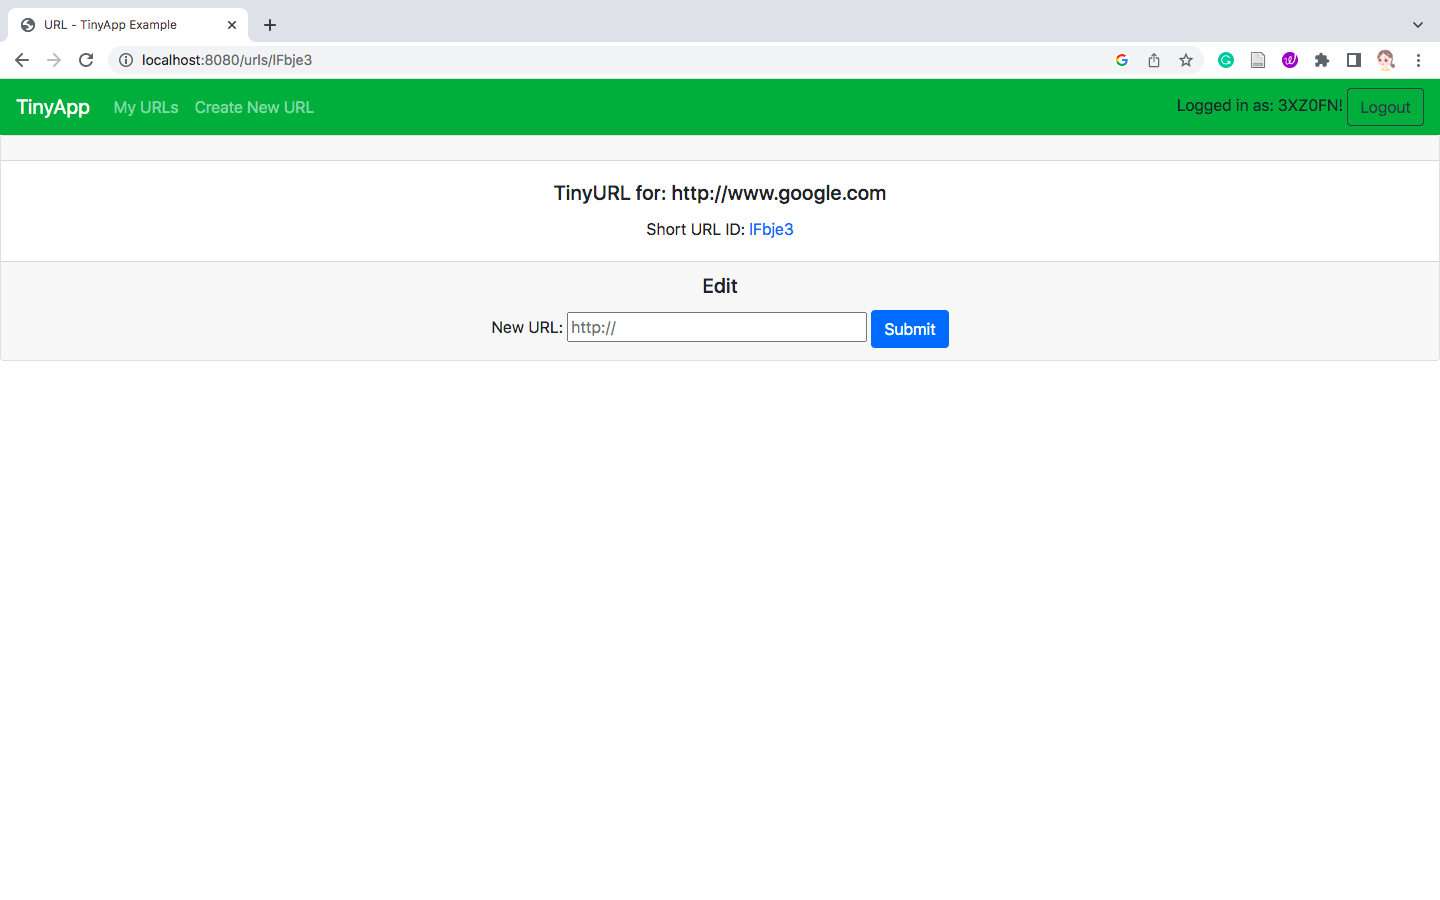 URL - TinyApp Example
localhost:8080/urls/lFbje3
TinyApp My URLs Create New URL Logged in as: 3XZ0FN! Logout
TinyURL for: http://www.google.com
Short URL ID: lFbje3
Edit
New URL: http:// Submit